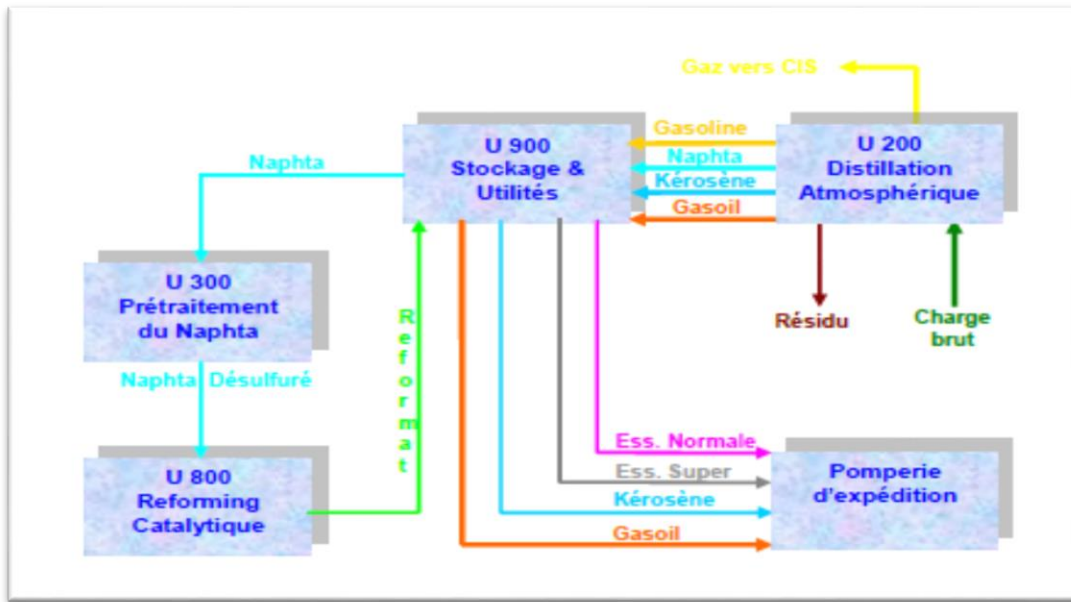 Gaz vers CIS
U 900
Stockage &
Utilités
Gasoline
Naphta
Kérosène
Gasoil
U 200
Distillation
Atmosphérique
Naphta
U 300
Prétraitement
du Naphta
Résidu
Charge
brut
Naphta Désulfuré
Reformat
U 800
Reforming
Catalytique
Ess. Normale
Ess. Super
Kérosène
Gasoil
Pomperie
d'expédition